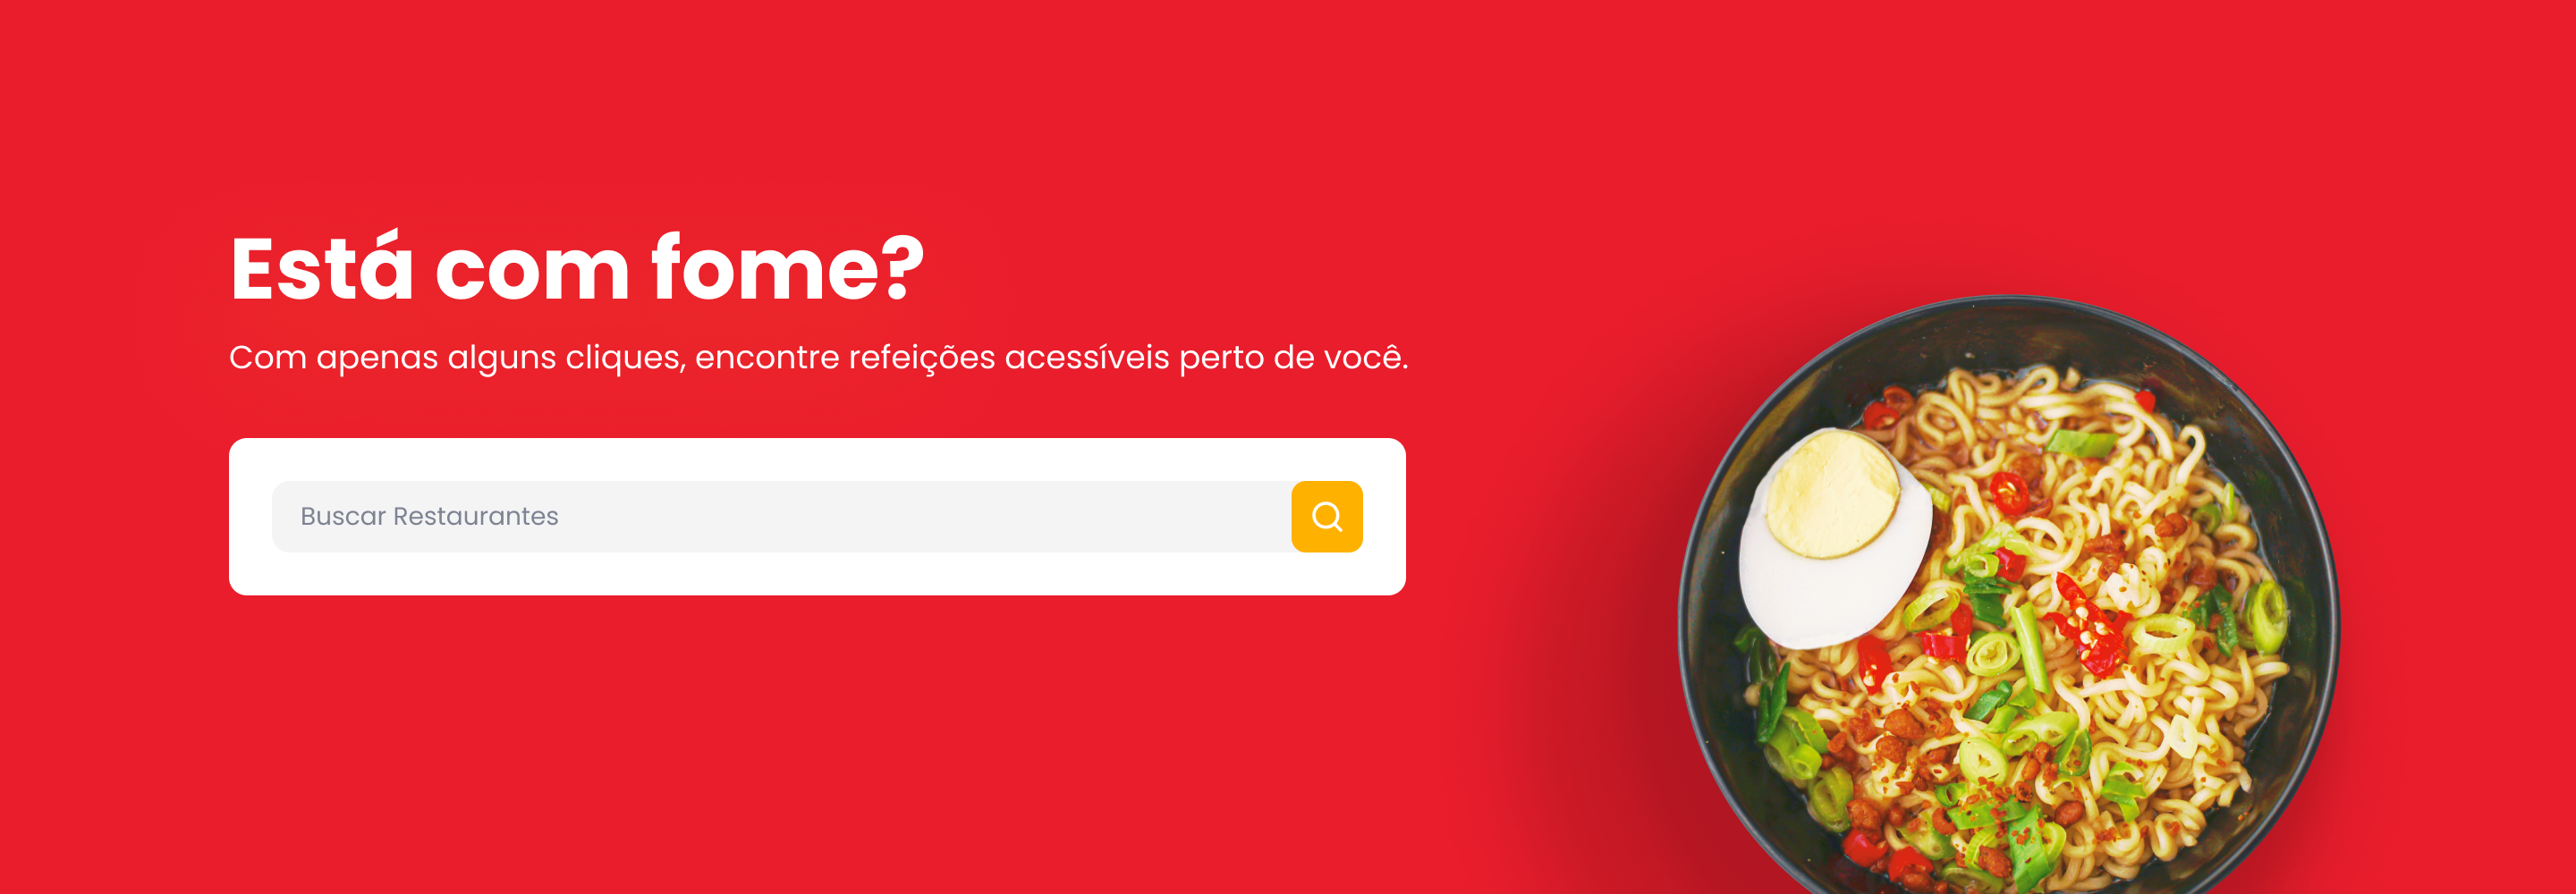 Está com fome?
Com apenas alguns cliques, encontre refeições acessíveis perto de você.
Buscar Restaurantes